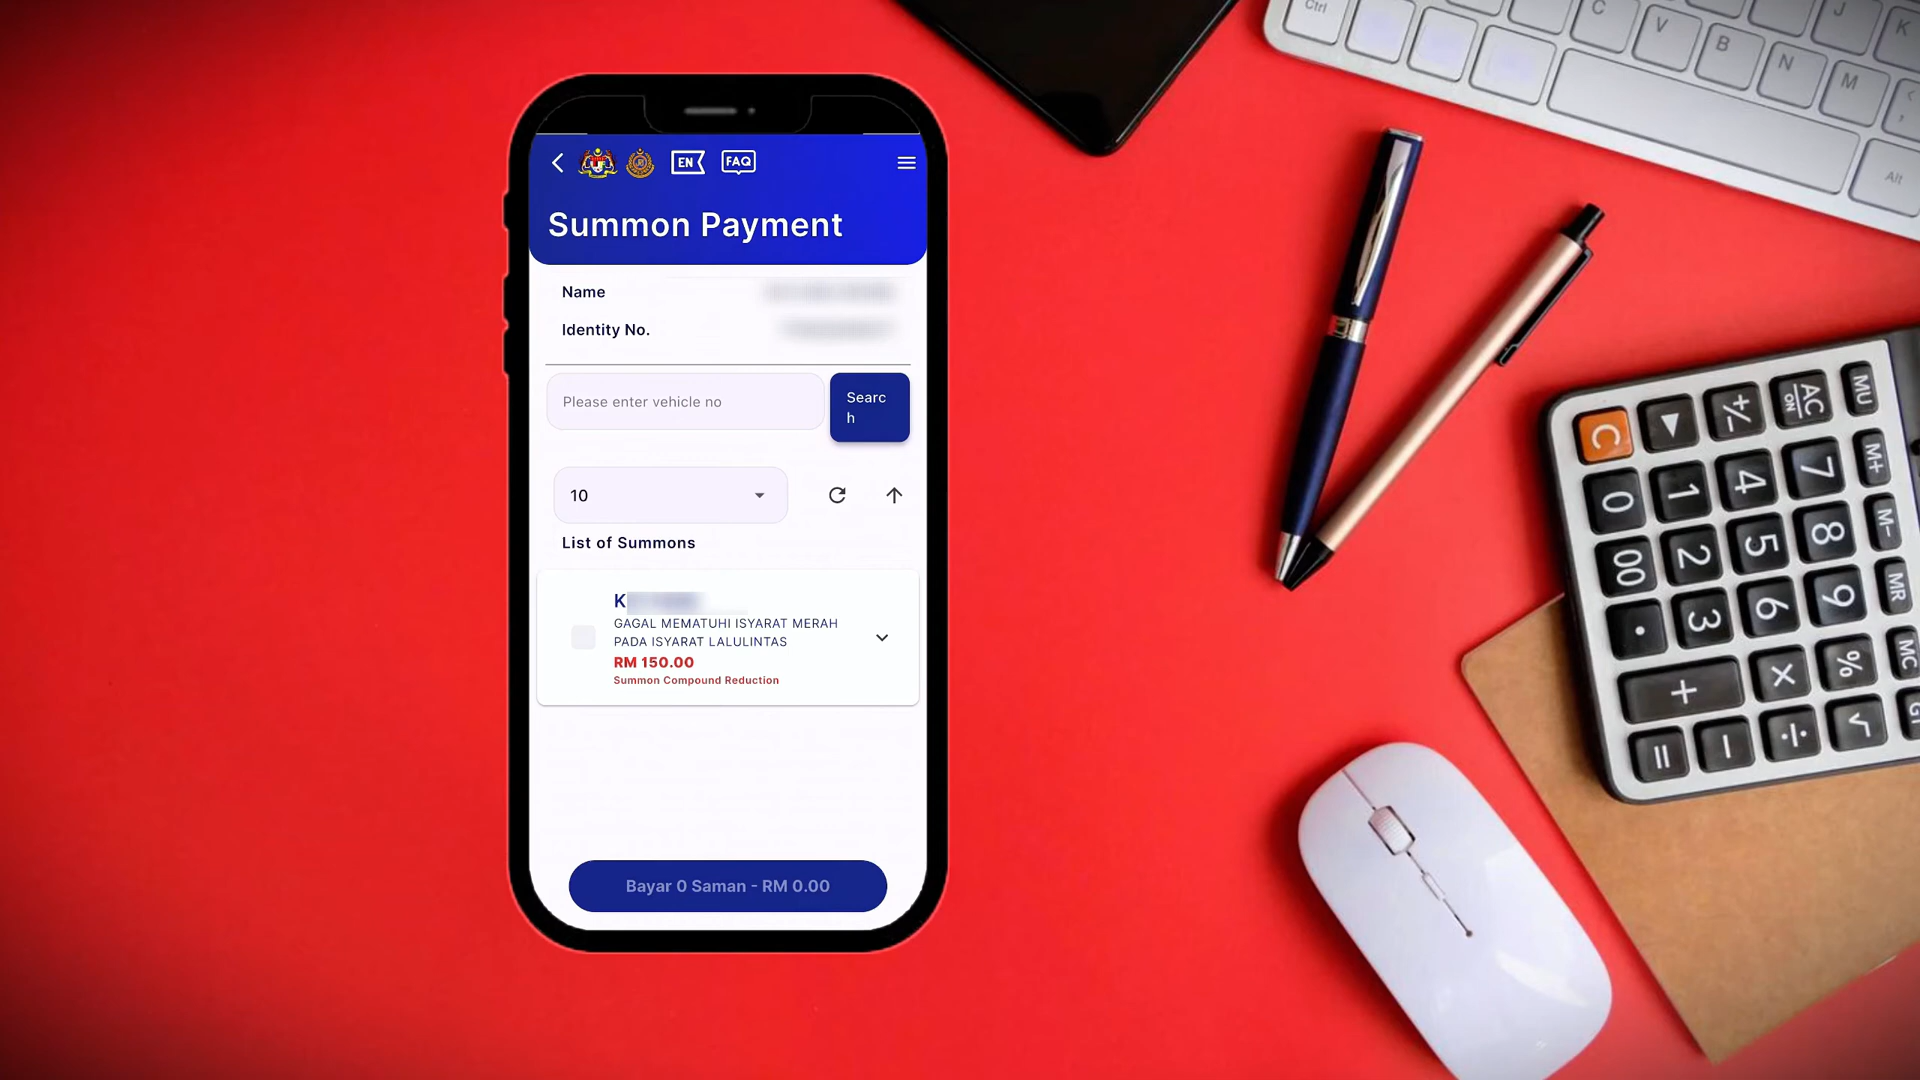 EN
FAQ
Summon Payment
Name
Identity No.
Please enter vehicle no
Searc
h
10
List of Summons
K
GAGAL MEMATUHI ISYARAT MERAH
PADA ISYARAT LALULINTAS
RM 150.00
Summon Compound Reduction
Bayar 0 Saman - RM 0.00
Ctrl
C
V
B
N
M
J
K
<
,
Alt
MU
AC
ON
+/-
▶
C
M+
7
4
1
0
M-
8
5
2
00
MR
9
6
3
.
MC
%
×
+
GT
√
÷
-
=